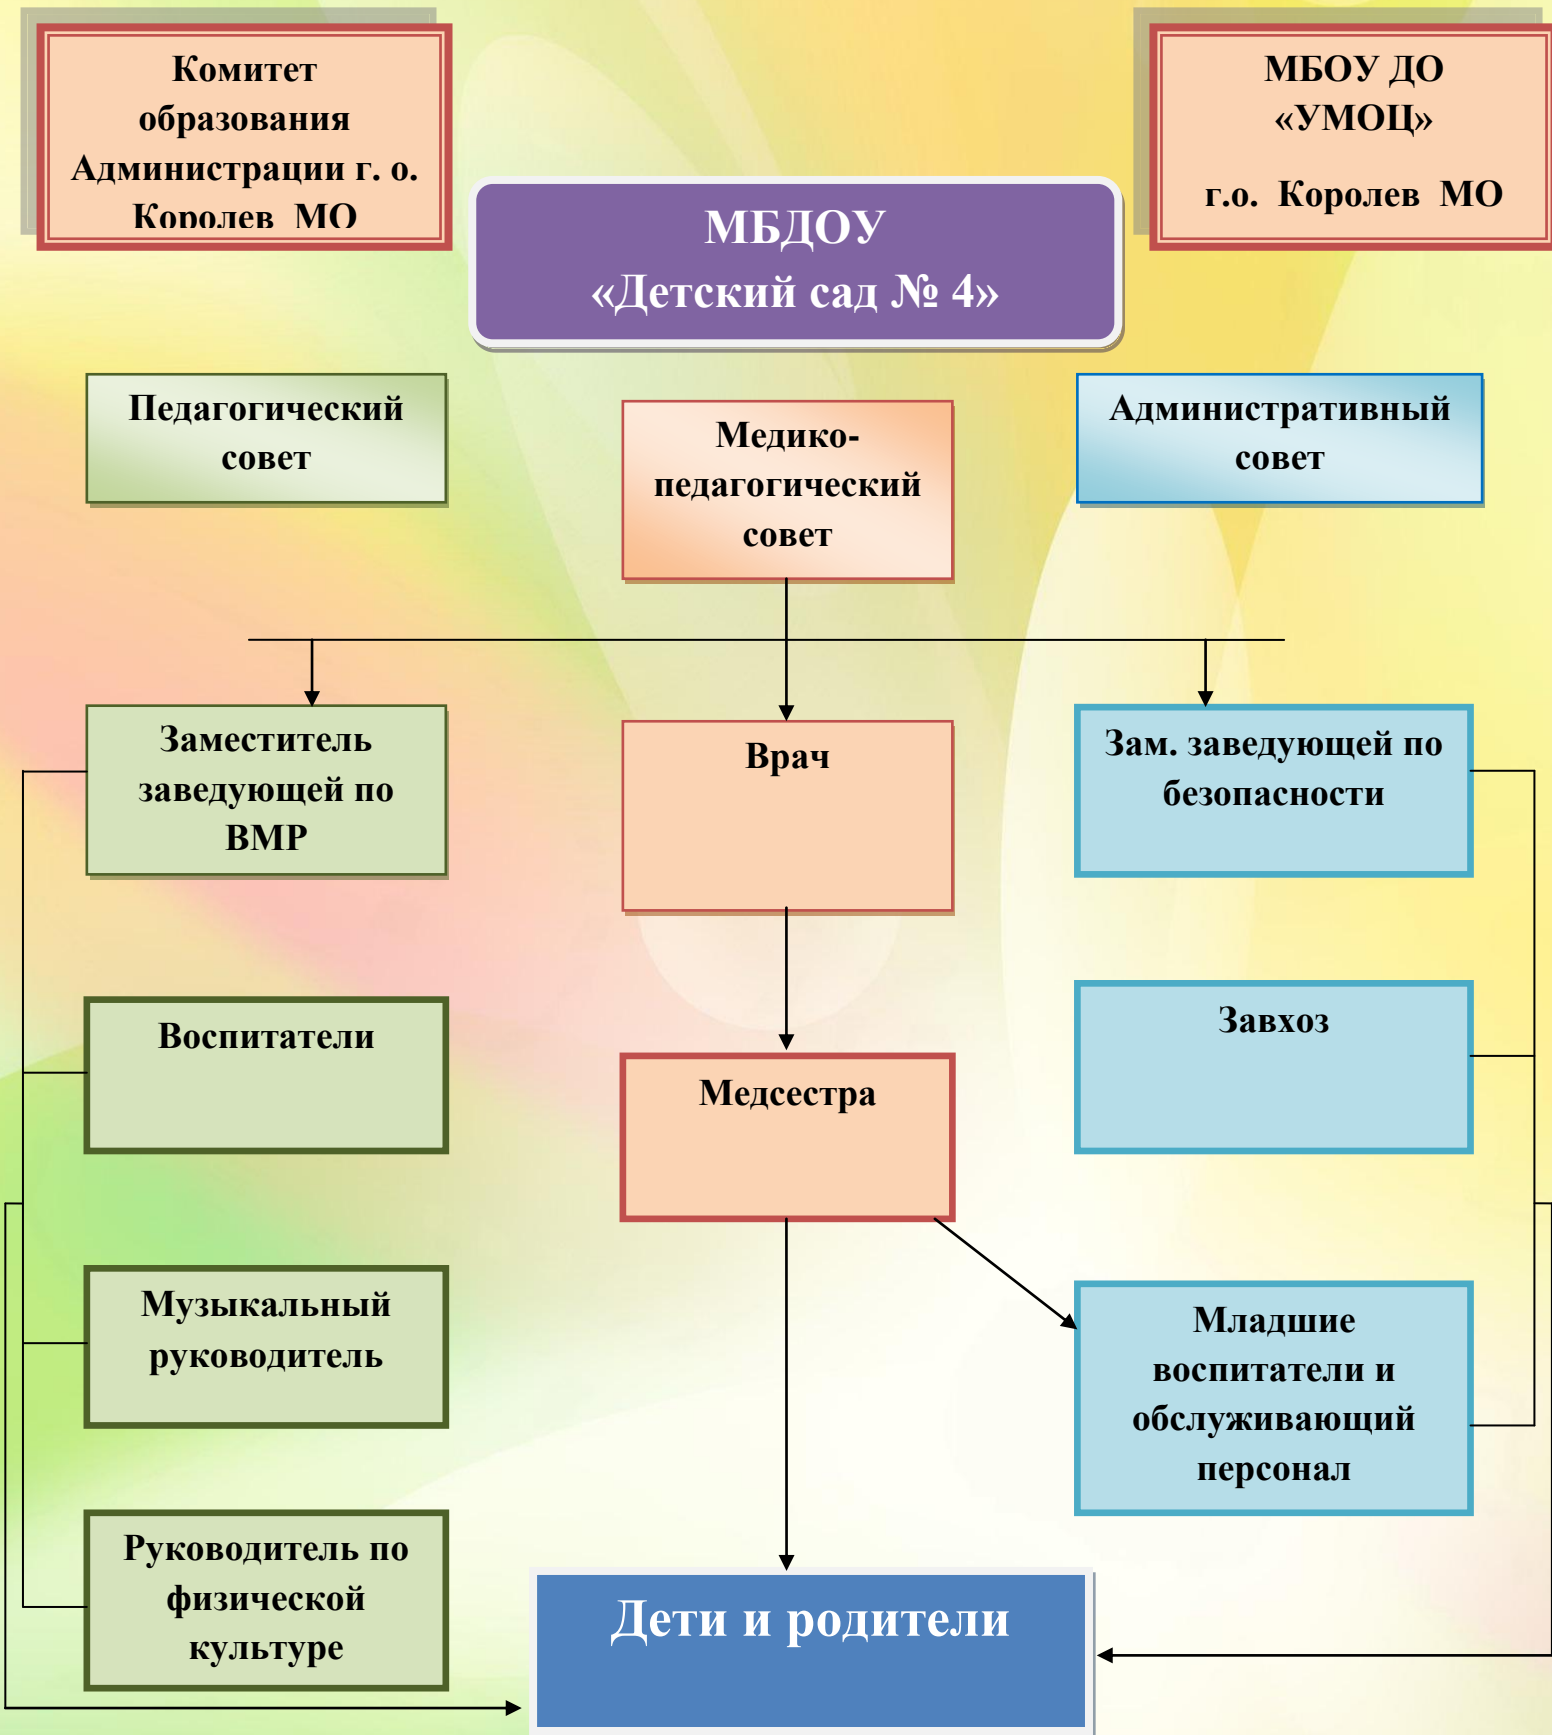 Комитет
образования
Администрации г. о.
Королев МО
МБОУ ДО
«УМОЦ»
г.о. Королев МО
МБДОУ
«Детский сад № 4»
Педагогический
совет
Медико-
педагогический
совет
Административный
совет
Заместитель
заведующей по
ВМР
Врач
Зам. заведующей по
безопасности
Воспитатели
Медсестра
Завхоз
Музыкальный
руководитель
Младшие
воспитатели и
обслуживающий
персонал
Руководитель по
физической
культуре
Дети и родители